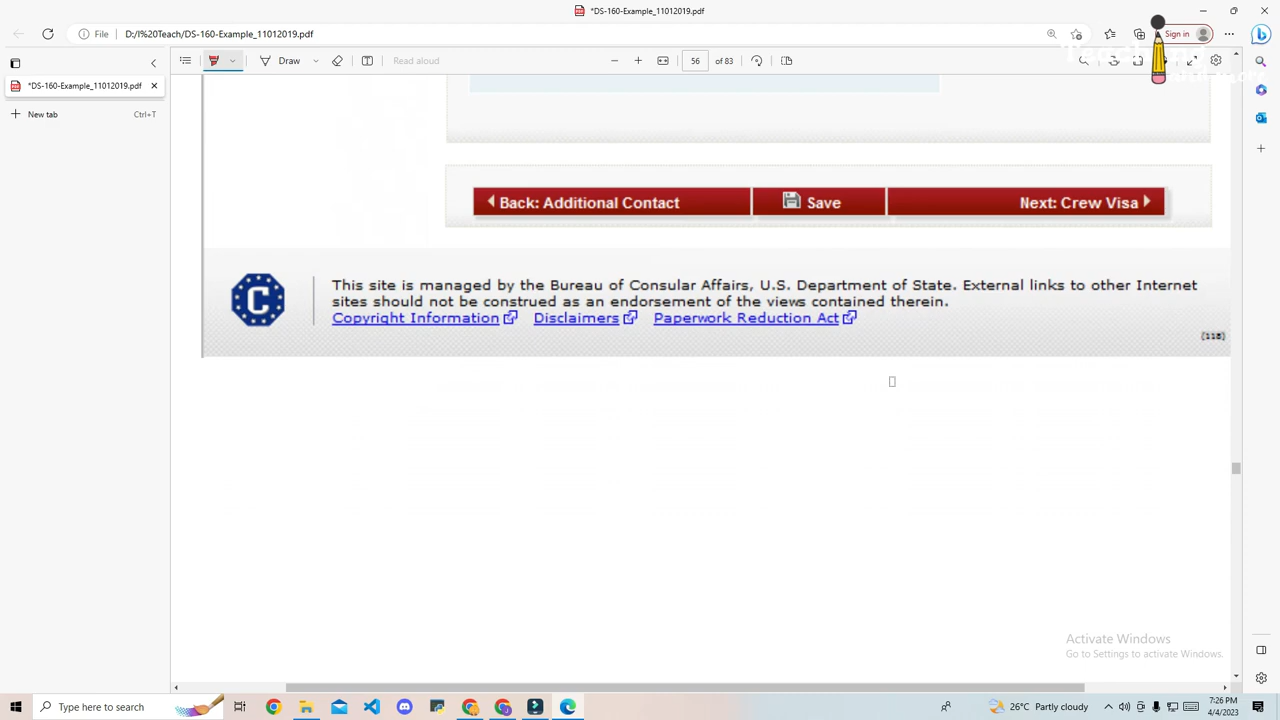 *DS-160-Example_11012019.pdf
File
D:/I%20Teach/DS-160-Example_11012019.pdf
Sign in
Draw
Read aloud
56
of 83
*DS-160-Example_11012019.pdf
New tab
Ctrl+T
Back: Additional Contact
Save
Next: Crew Visa
This site is managed by the Bureau of Consular Affairs, U.S. Department of State. External links to other Internet
sites should not be construed as an endorsement of the views contained therein.
Copyright Information
Disclaimers
Paperwork Reduction Act
C
[118]
Activate Windows
Go to Settings to activate Windows.
Type here to search
26°C Partly cloudy
7:26 PM
4/4/2023